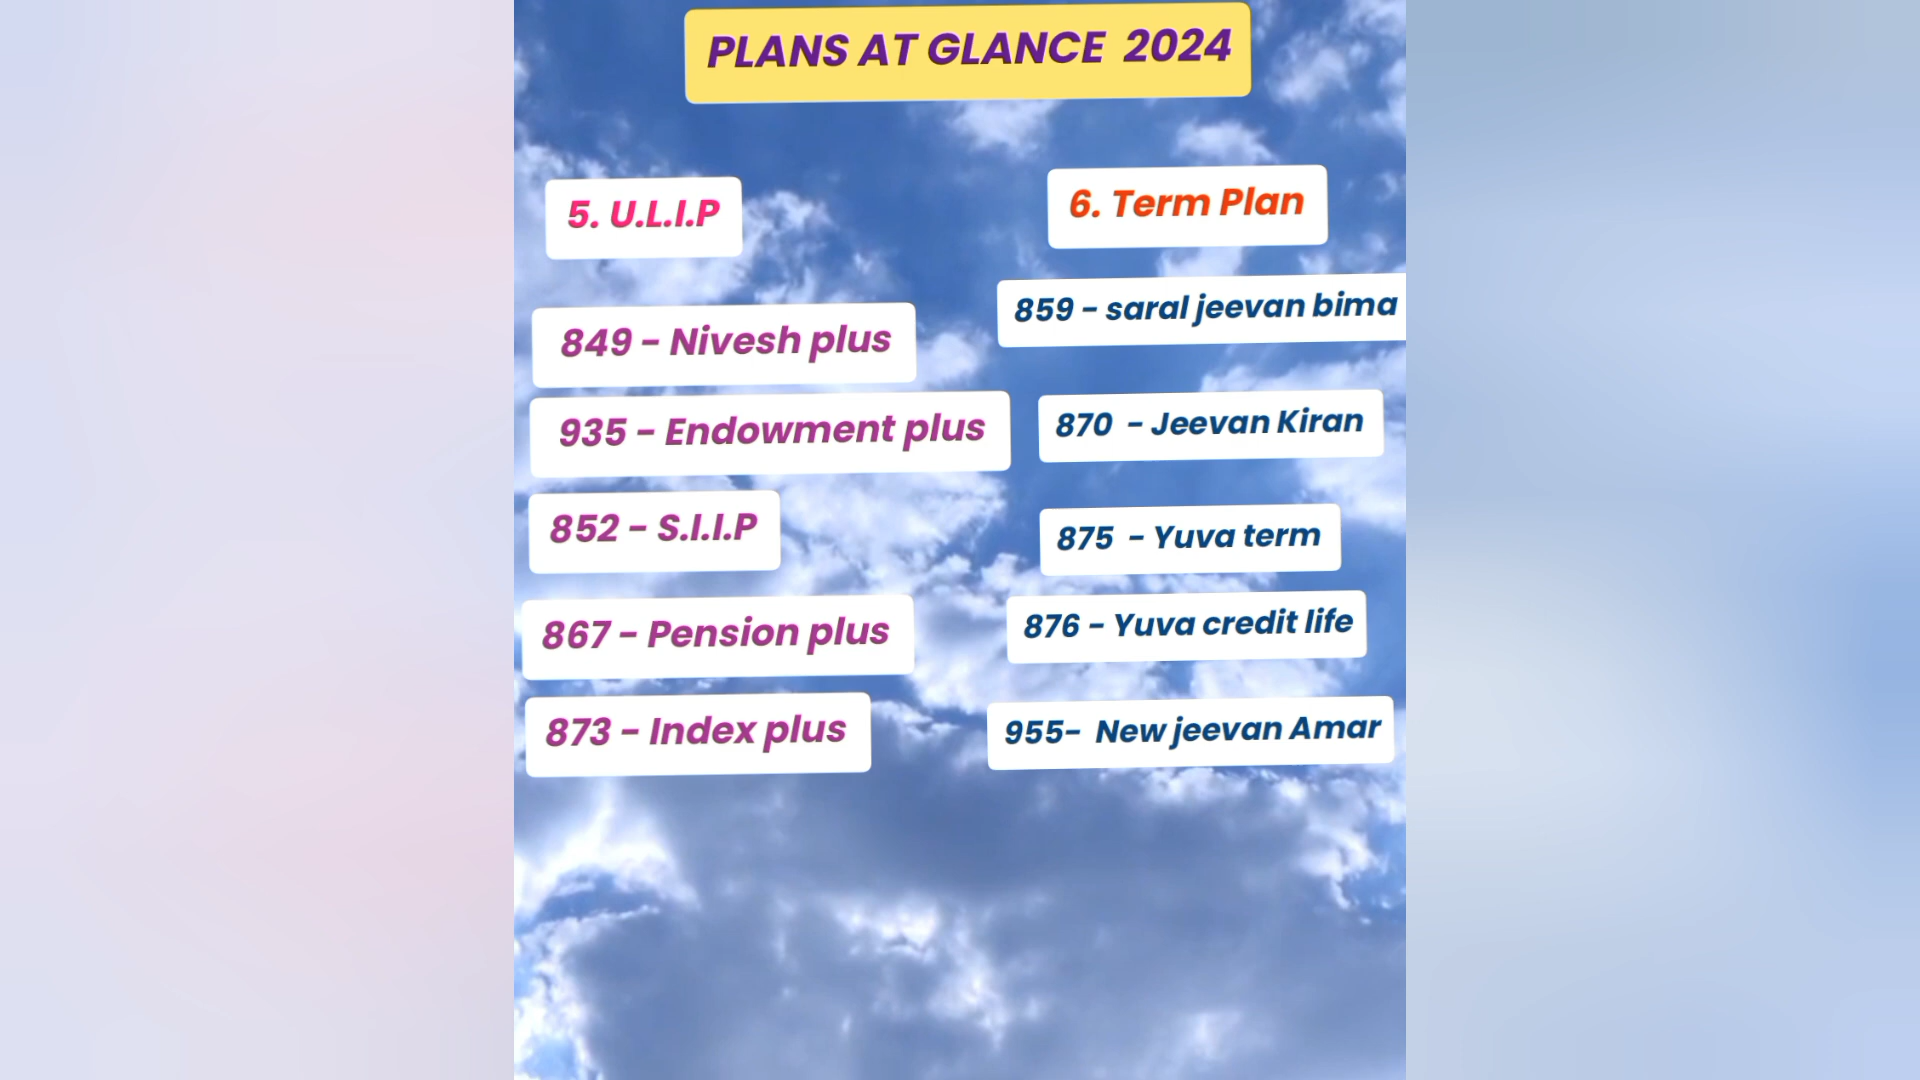 PLANS AT GLANCE 2024
5. U.L.I.P
849 - Nivesh plus
935 - Endowment plus
852 - S.I.I.P
867 - Pension plus
873 - Index plus
6. Term Plan
859 - saral jeevan bima
870 - Jeevan Kiran
875 - Yuva term
876 - Yuva credit life
955- New jeevan Amar